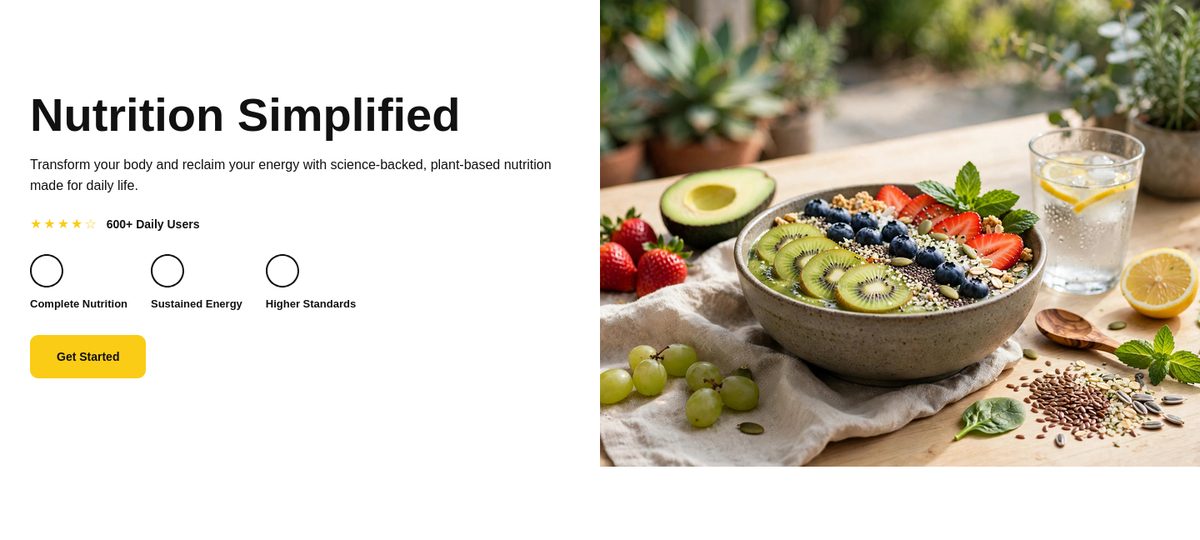 Nutrition Simplified
Transform your body and reclaim your energy with science-backed, plant-based nutrition
made for daily life.
★★★★☆ 600+ Daily Users
Complete Nutrition Sustained Energy Higher Standards
Get Started